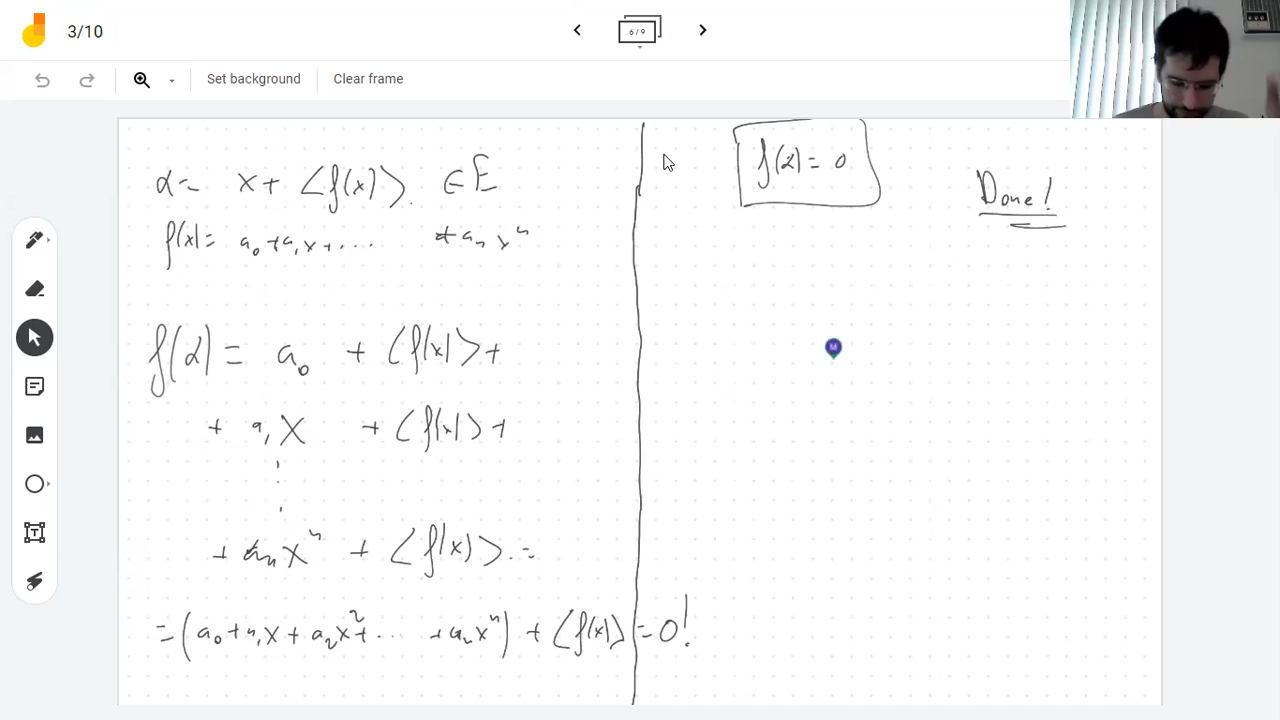 3/10
6 / 9
Set background
Clear frame
α = x + ⟨f(x)⟩. ∈ E
f(x) = a₀ + a₁x + ... + aₙxⁿ
f(α) = a₀ + ⟨f(x)⟩ +
+ a₁x + ⟨f(x)⟩ +
⋮
+ aₙxⁿ + ⟨f(x)⟩. =
= (a₀ + a₁x + a₂x² + ... + aₙxⁿ) + ⟨f(x)⟩ = 0!
f(α) = 0
Done!
M